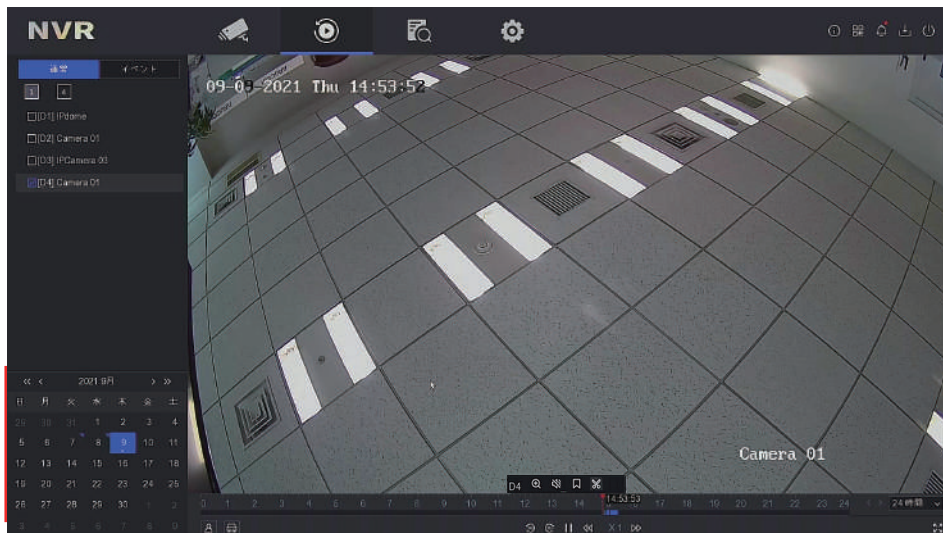 NVR
通常 イベント
1 4
[D1] IPdome
[D2] Camera 01
[D3] IPCamera 03
[D4] Camera 01
09-09-2021 Thu 14:53:52
Camera 01
2021 9月
日 月 火 水 木 金 土
29 30 31 1 2 3 4
5 6 7 8 9 10 11
12 13 14 15 16 17 18
19 20 21 22 23 24 25
26 27 28 29 30 1 2
3 4 5 6 7 8 9
D4
14:53:53
0 1 2 3 4 5 6 7 8 9 10 11 12 13 14 17 18 19 20 21 22 23 24
24時間
X1